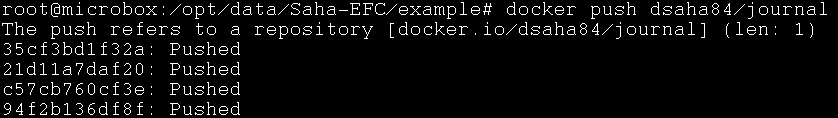 root@microbox:/opt/data/Saha-EFC/example# docker push dsaha84/journal
The push refers to a repository [docker.io/dsaha84/journal] (len: 1)
35cf3bd1f32a: Pushed
21d11a7daf20: Pushed
c57cb760cf3e: Pushed
94f2b136df8f: Pushed